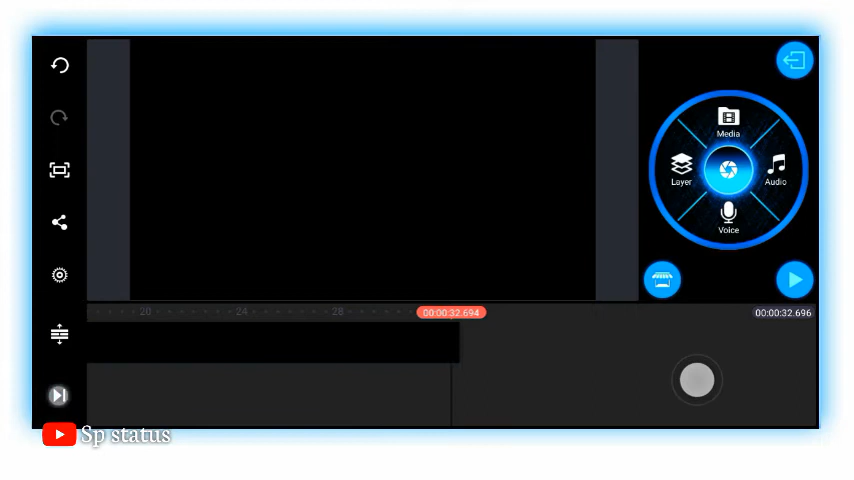 Media
Layer
Audio
Voice
20 24 28
00:00:32.694
00:00:32.696
Sp status